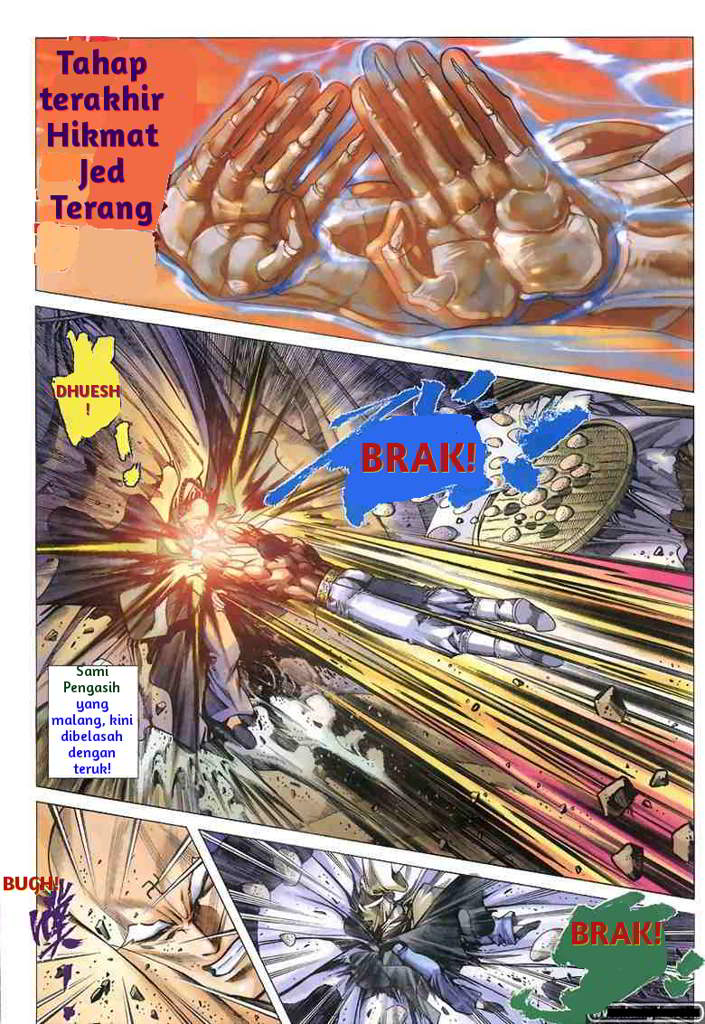 Tahap
terakhir
Hikmat
Jed
Terang
DHUESH
!
BRAK!
Sami
Pengasih
yang
malang, kini
dibelasah
dengan
teruk!
BUGH!
BRAK!